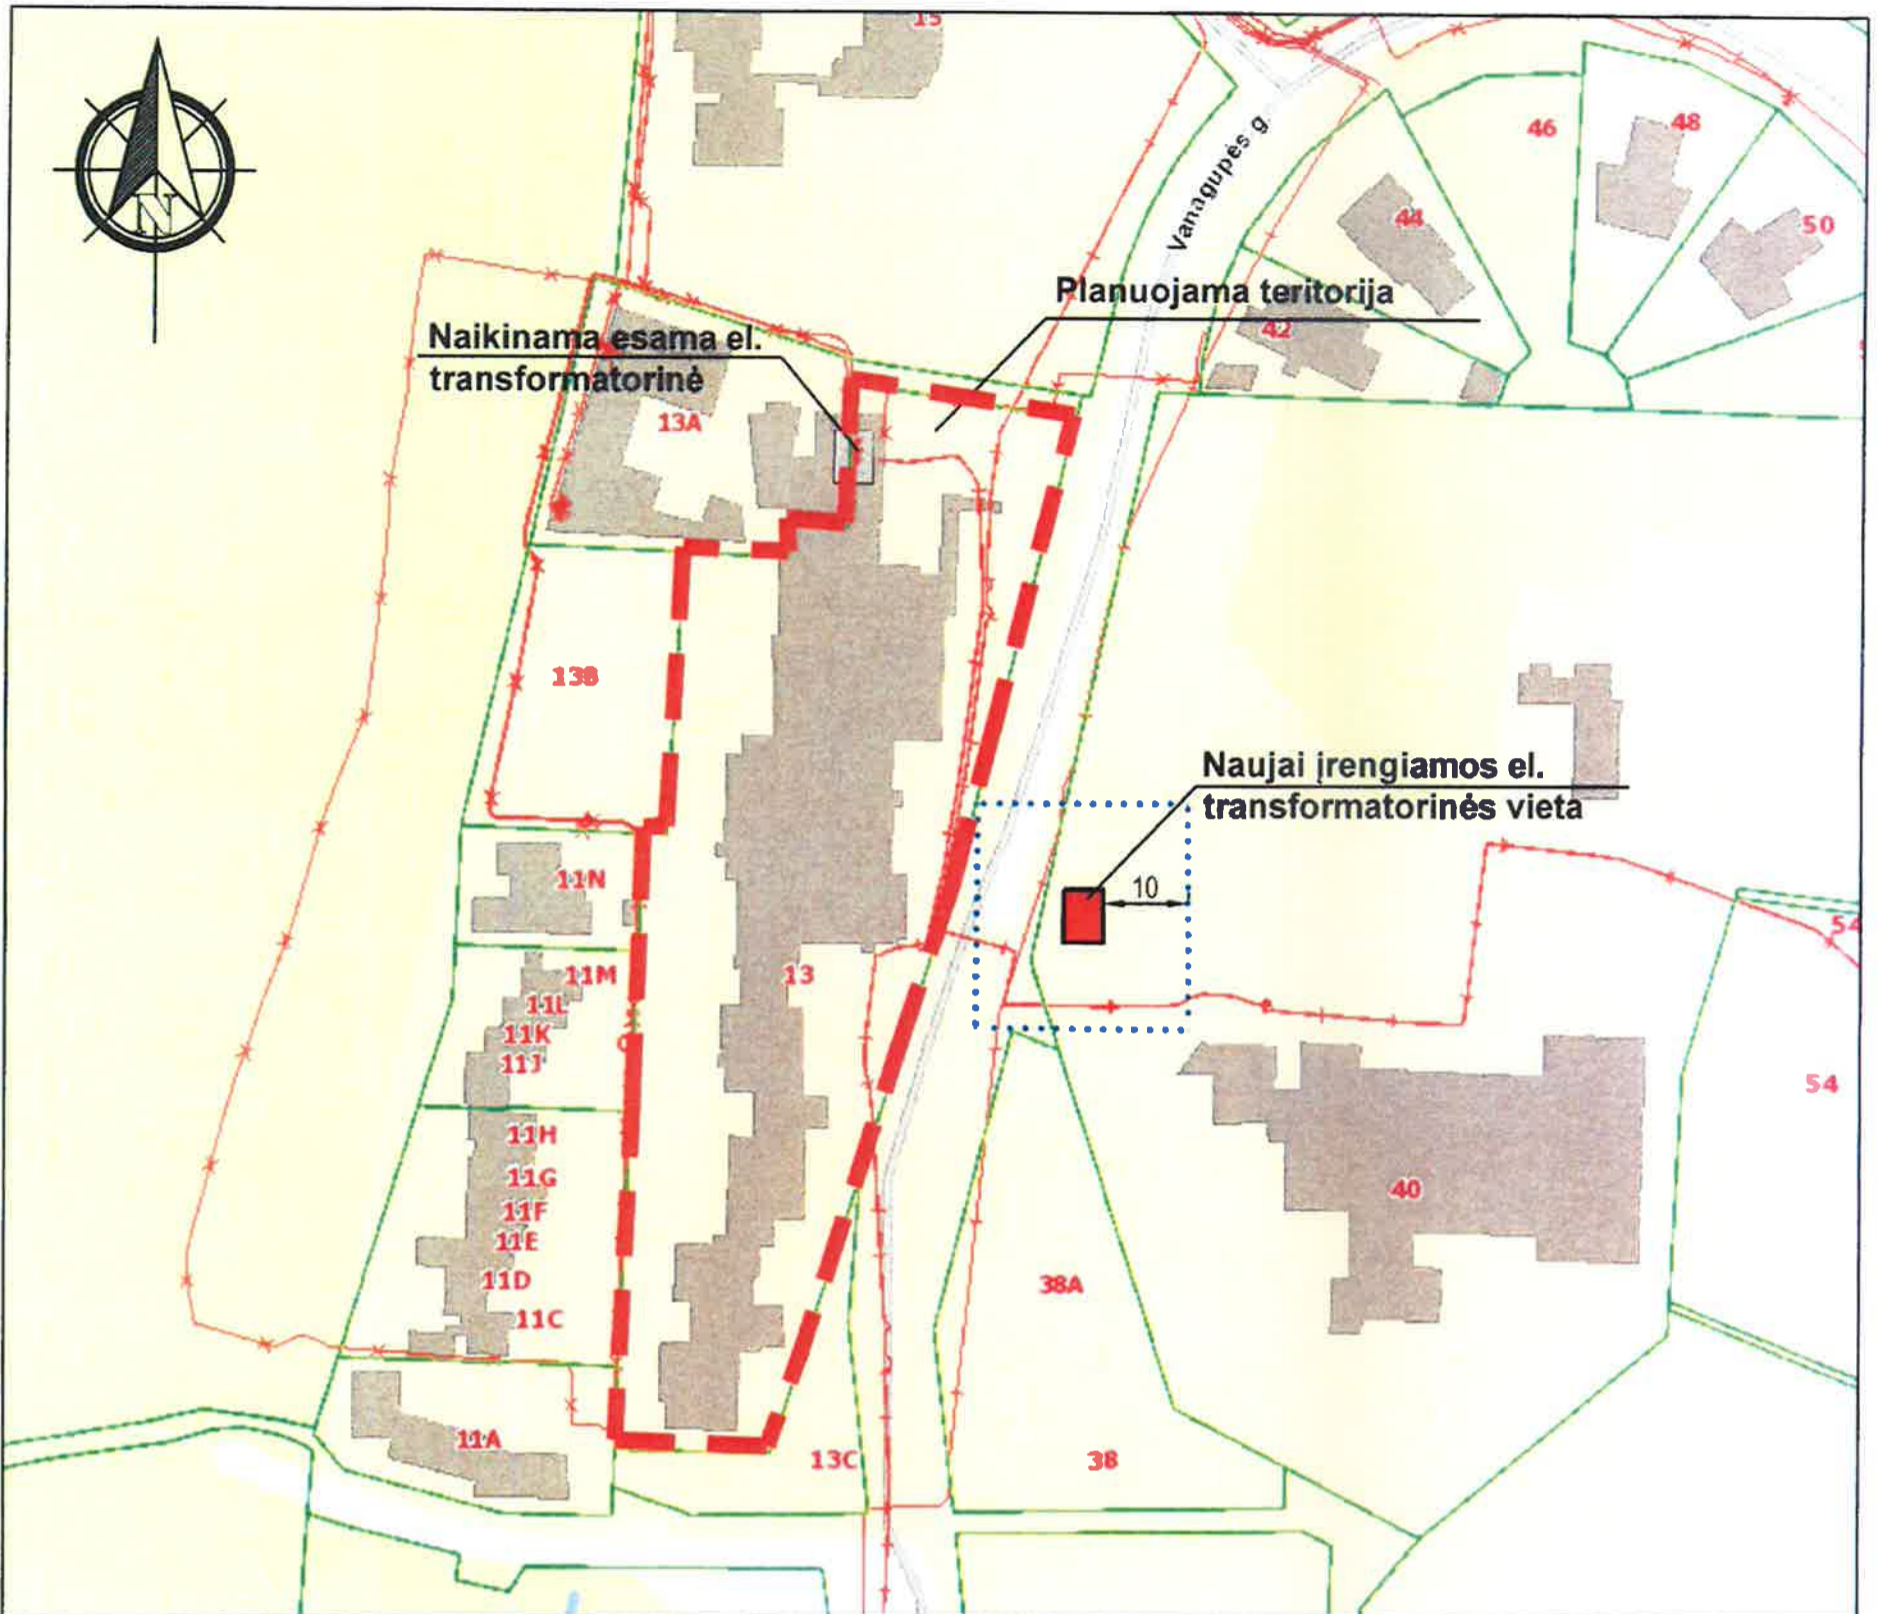 15
N
46
48
44
50
42
Vanagupės g.
Planuojama teritorija
Naikinama esama el.
transformatorinė
13A
13B
Naujai įrengiamos el.
transformatorinės vieta
10
11N
54
11M
13
11L
11K
11J
54
11H
11G
40
11F
11E
11D
38A
11C
11A
13C
38